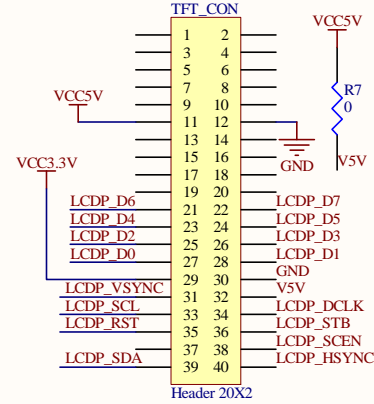 TFT_CON
1 2
3 4
VCC5V
5 6
7 8
R7
VCC5V
9 10
0
11 12
13 14
15 16
V5V
VCC3.3V
GND
17 18
19 20
LCDP_D6 21 22 LCDP_D7
LCDP_D4 23 24 LCDP_D5
LCDP_D2 25 26 LCDP_D3
LCDP_D0 27 28 LCDP_D1
29 30 GND
LCDP_VSYNC 31 32 V5V
LCDP_SCL 33 34 LCDP_DCLK
LCDP_RST 35 36 LCDP_STB
37 38 LCDP_SCEN
LCDP_SDA 39 40 LCDP_HSYNC
Header 20X2